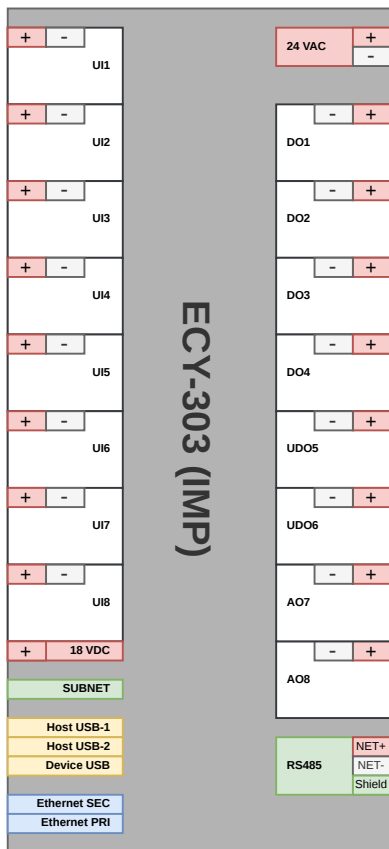 + -
UI1
+ -
UI2
+ -
UI3
+ -
UI4
+ -
UI5
+ -
UI6
+ -
UI7
+ -
UI8
+ 18 VDC
SUBNET
Host USB-1
Host USB-2
Device USB
Ethernet SEC
Ethernet PRI
ECY-303 (IMP)
24 VAC +
-
- +
DO1
- +
DO2
- +
DO3
- +
DO4
- +
UDO5
- +
UDO6
- +
AO7
- +
AO8
NET+
RS485 NET-
Shield